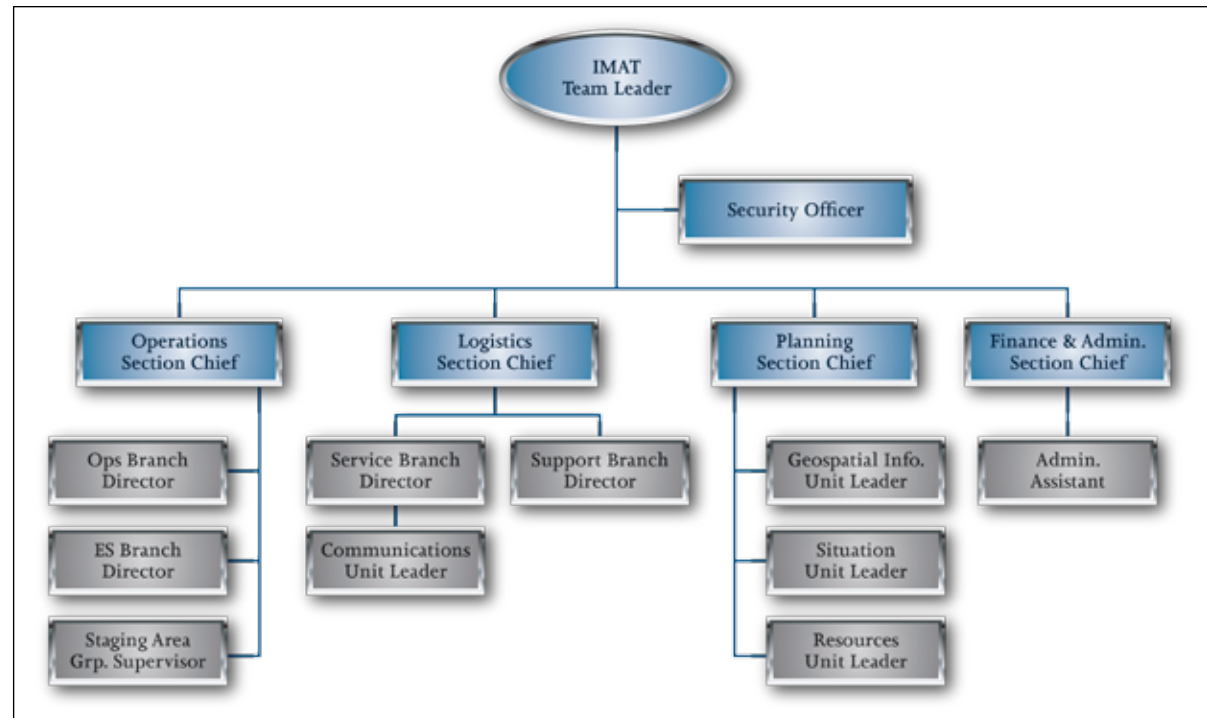 IMAT
Team Leader
Security Officer
Operations
Section Chief
Logistics
Section Chief
Planning
Section Chief
Finance & Admin.
Section Chief
Ops Branch
Director
ES Branch
Director
Staging Area
Grp. Supervisor
Service Branch
Director
Support Branch
Director
Communications
Unit Leader
Geospatial Info.
Unit Leader
Situation
Unit Leader
Resources
Unit Leader
Admin.
Assistant